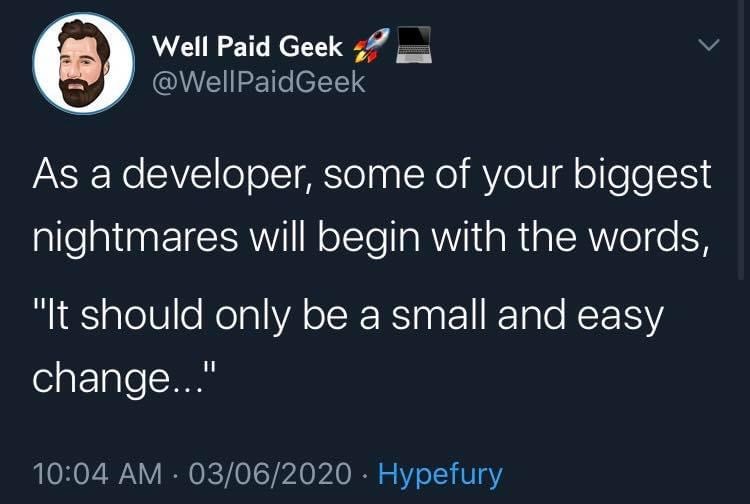 Well Paid Geek 🚀 💻
@WellPaidGeek
As a developer, some of your biggest
nightmares will begin with the words,
"It should only be a small and easy
change..."
10:04 AM · 03/06/2020 · Hypefury